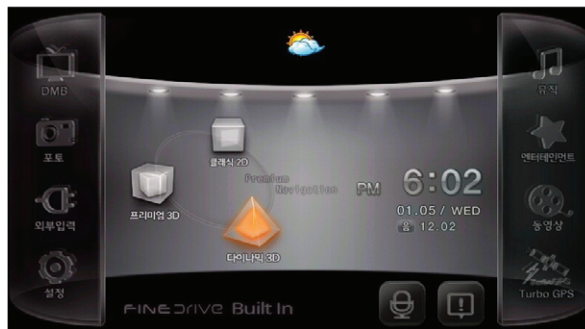 DMB
포토
외부입력
설정
클래식 2D
프리미엄 3D
Premium
Navigation
다이나믹 3D
PM 6:02
01.05 / WED
음 12.02
뮤직
엔터테인먼트
동영상
Turbo GPS
FINEDRIVE Built In